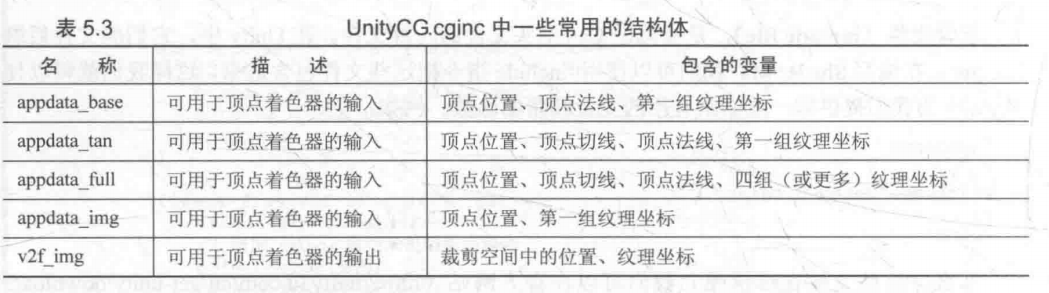 表 5.3 UnityCG.cginc 中一些常用的结构体
名 称 描 述 包含的变量
appdata_base 可用于顶点着色器的输入 顶点位置、顶点法线、第一组纹理坐标
appdata_tan 可用于顶点着色器的输入 顶点位置、顶点切线、顶点法线、第一组纹理坐标
appdata_full 可用于顶点着色器的输入 顶点位置、顶点切线、顶点法线、四组（或更多）纹理坐标
appdata_img 可用于顶点着色器的输入 顶点位置、第一组纹理坐标
v2f_img 可用于顶点着色器的输出 裁剪空间中的位置、纹理坐标